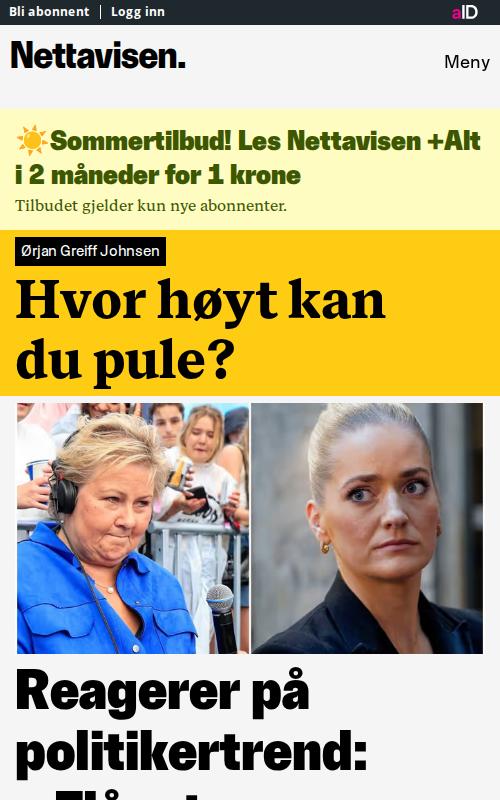 Bli abonnent | Logg inn
aID
Nettavisen.
Meny
☀️Sommertilbud! Les Nettavisen +Alt
i 2 måneder for 1 krone
Tilbudet gjelder kun nye abonnenter.
Ørjan Greiff Johnsen
Hvor høyt kan
du pule?
Reagerer på
politikertrend: